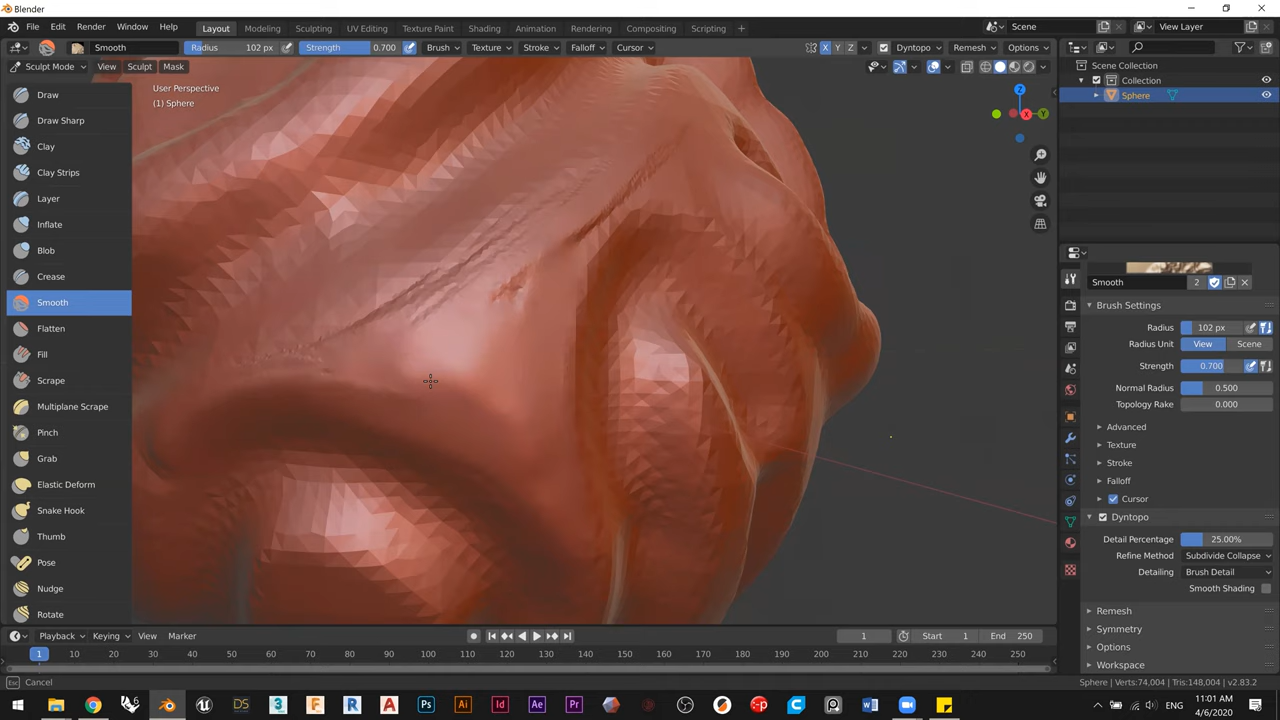 Blender
File Edit Render Window Help Layout Modeling Sculpting UV Editing Texture Paint Shading Animation Rendering Compositing Scripting + Scene View Layer
Smooth Radius 102 px Strength 0.700 Brush Texture Stroke Falloff Cursor X Y Z Dyntopo Remesh Options
Sculpt Mode View Sculpt Mask
User Perspective
(1) Sphere
Draw
Draw Sharp
Clay
Clay Strips
Layer
Inflate
Blob
Crease
Smooth
Flatten
Fill
Scrape
Multiplane Scrape
Pinch
Grab
Elastic Deform
Snake Hook
Thumb
Pose
Nudge
Rotate
Z
X
Y
Scene Collection
Collection
Sphere
Smooth 2
Brush Settings
Radius 102 px
Radius Unit View Scene
Strength 0.700
Normal Radius 0.500
Topology Rake 0.000
Advanced
Texture
Stroke
Falloff
Cursor
Dyntopo
Detail Percentage 25.00%
Refine Method Subdivide Collapse
Detailing Brush Detail
Smooth Shading
Remesh
Symmetry
Options
Workspace
Playback Keying View Marker 1 Start 1 End 250
1 10 20 30 40 50 60 70 80 90 100 110 120 130 140 150 160 170 180 190 200 210 220 230 240 250
Esc Cancel Sphere | Verts:74,004 | Tris:148,004 | v2.83.2
DS 3 F R A Ps Ai Id Ae Pr W
11:01 AM
4/6/2020